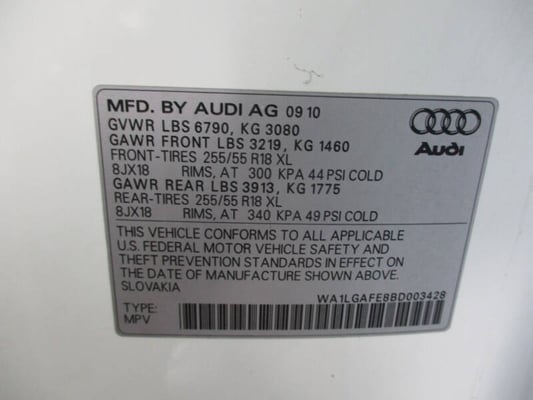 MFD. BY AUDI AG 09 10
GVWR LBS 6790, KG 3080
GAWR FRONT LBS 3219, KG 1460
FRONT-TIRES 255/55 R18 XL
8JX18 RIMS, AT 300 KPA 44 PSI COLD
GAWR REAR LBS 3913, KG 1775
REAR-TIRES 255/55 R18 XL
8JX18 RIMS, AT 340 KPA 49 PSI COLD
Audi
THIS VEHICLE CONFORMS TO ALL APPLICABLE
U.S. FEDERAL MOTOR VEHICLE SAFETY AND
THEFT PREVENTION STANDARDS IN EFFECT ON
THE DATE OF MANUFACTURE SHOWN ABOVE.
SLOVAKIA
WA1LGAFE8BD003428
TYPE:
MPV